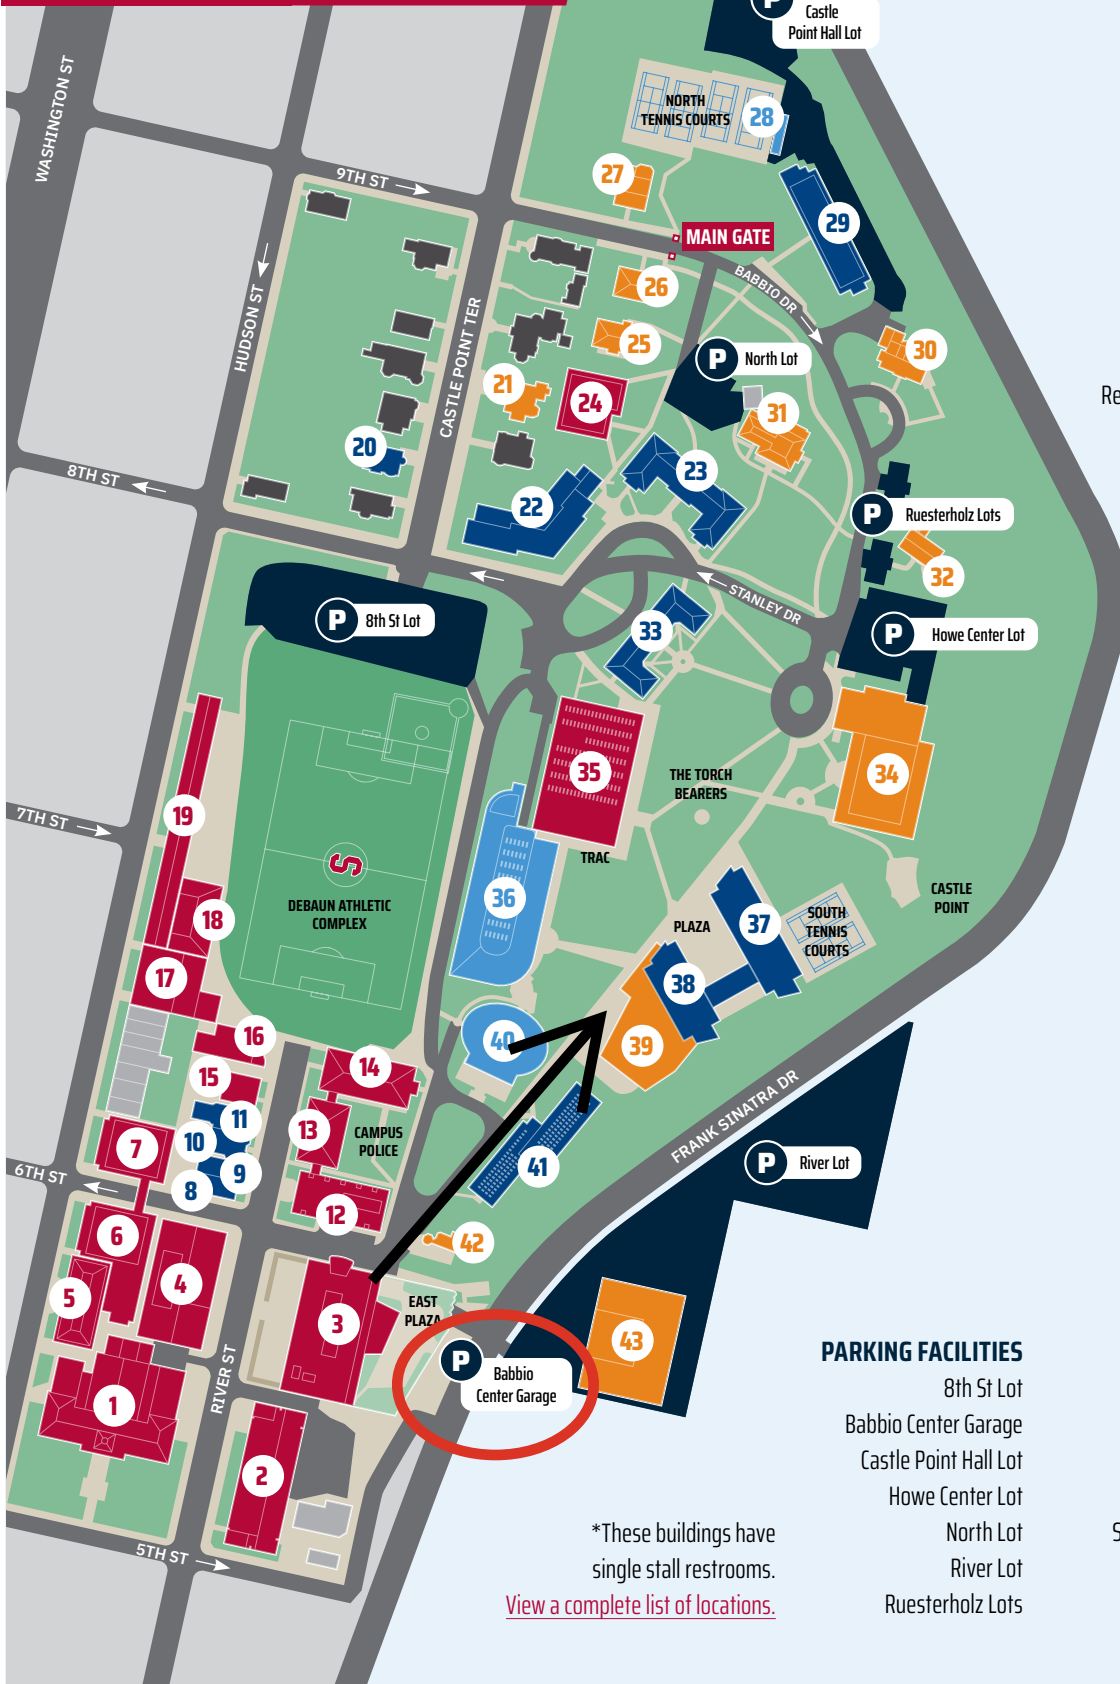 P
Castle
Point Hall Lot
WASHINGTON ST
NORTH
TENNIS COURTS
28
9TH ST
27
29
MAIN GATE
26
BABBIO DR
HUDSON ST
CASTLE POINT TER
25
P
North Lot
30
21
24
31
Re
20
8TH ST
23
22
P
Ruesterholz Lots
32
STANLEY DR
P
8th St Lot
33
P
Howe Center Lot
35
THE TORCH
BEARERS
34
7TH ST
19
TRAC
S
36
DEBAUN ATHLETIC
COMPLEX
CASTLE
POINT
18
PLAZA
37
SOUTH
TENNIS
COURTS
17
38
16
40
39
14
15
FRANK SINATRA DR
11
13
CAMPUS
POLICE
10
7
P
River Lot
41
6TH ST
9
8
12
6
42
4
5
EAST
PLAZA
3
43
P
Babbio
Center Garage
RIVER ST
1
2
5TH ST
PARKING FACILITIES
8th St Lot
Babbio Center Garage
Castle Point Hall Lot
Howe Center Lot
North Lot
River Lot
Ruesterholz Lots
*These buildings have
single stall restrooms.
View a complete list of locations.
S